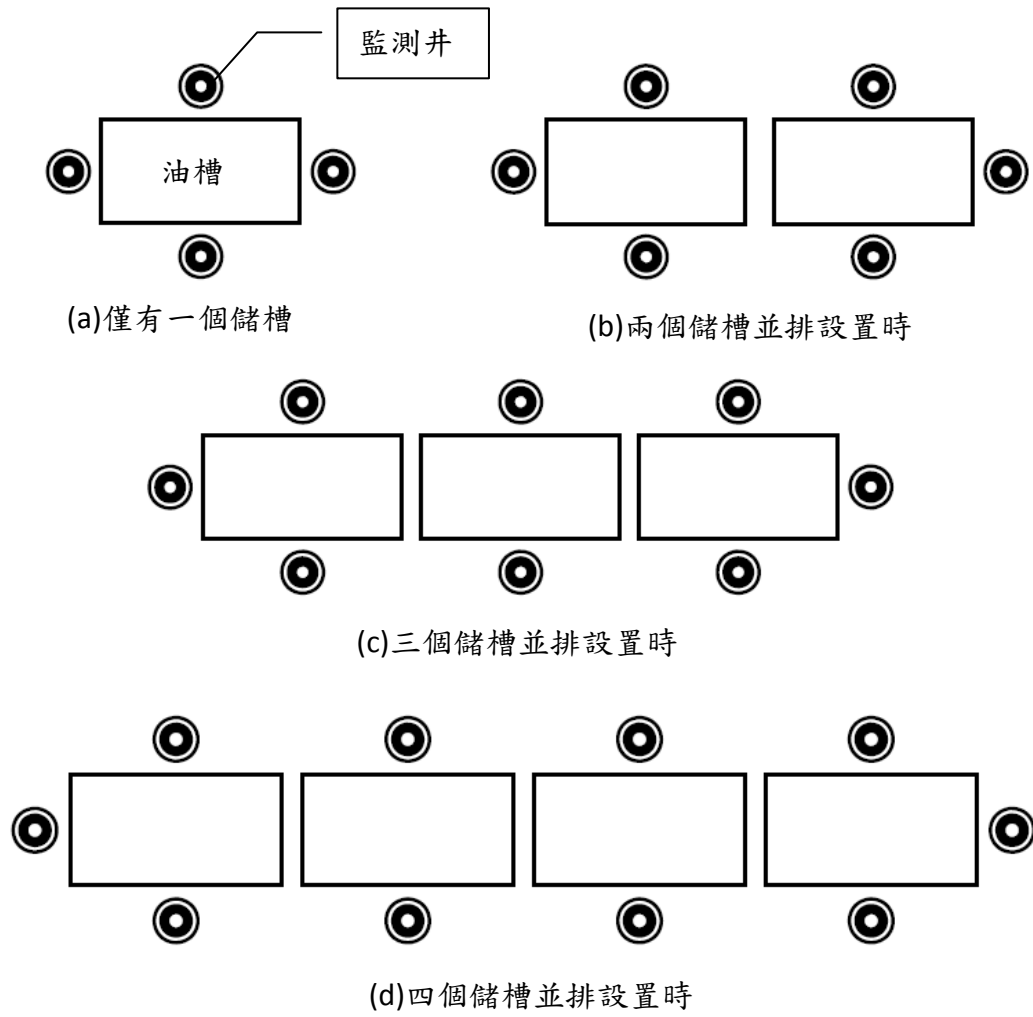 監測井
油槽
(a)僅有一個儲槽
(b)兩個儲槽並排設置時
(c)三個儲槽並排設置時
(d)四個儲槽並排設置時